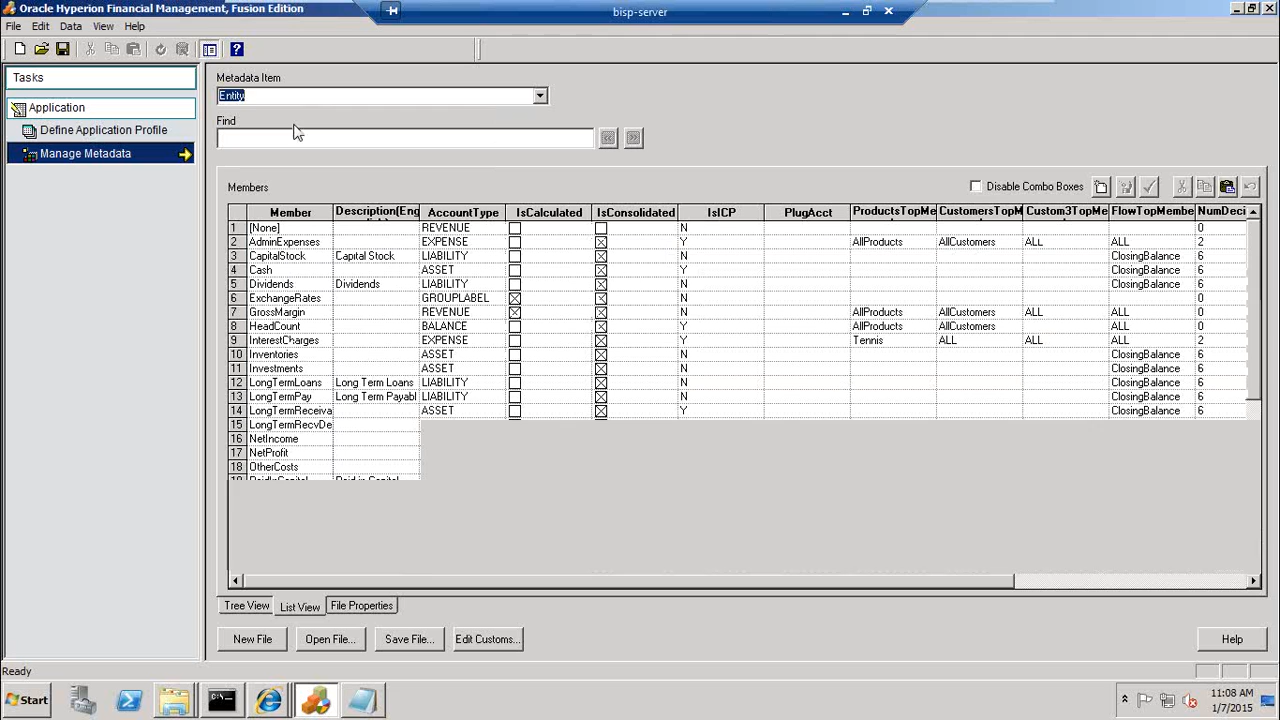 Oracle Hyperion Financial Management, Fusion Edition
bisp-server
File Edit Data View Help
Tasks
Application
Define Application Profile
Manage Metadata
Metadata Item
Entity
Find
Members
Disable Combo Boxes
Member Description(Eng AccountType IsCalculated IsConsolidated IsICP PlugAcct ProductsTopMe CustomersTopM Custom3TopMe FlowTopMembe NumDeci
1 [None] REVENUE N 0
2 AdminExpenses EXPENSE Y AllProducts AllCustomers ALL ALL 2
3 CapitalStock Capital Stock LIABILITY N ClosingBalance 6
4 Cash ASSET Y ClosingBalance 6
5 Dividends Dividends LIABILITY N ClosingBalance 6
6 ExchangeRates GROUPLABEL N 0
7 GrossMargin REVENUE N AllProducts AllCustomers ALL ALL 2
8 HeadCount BALANCE Y AllProducts AllCustomers ALL 0
9 InterestCharges EXPENSE Y Tennis ALL ALL ALL 2
10 Inventories ASSET N ClosingBalance 6
11 Investments ASSET N ClosingBalance 6
12 LongTermLoans Long Term Loans LIABILITY N ClosingBalance 6
13 LongTermPay Long Term Payabl LIABILITY N ClosingBalance 6
14 LongTermReceiva ASSET Y ClosingBalance 6
15 LongTermRecvDe
16 NetIncome
17 NetProfit
18 OtherCosts
Tree View List View File Properties
New File Open File... Save File... Edit Customs... Help
Ready
Start
11:08 AM
1/7/2015